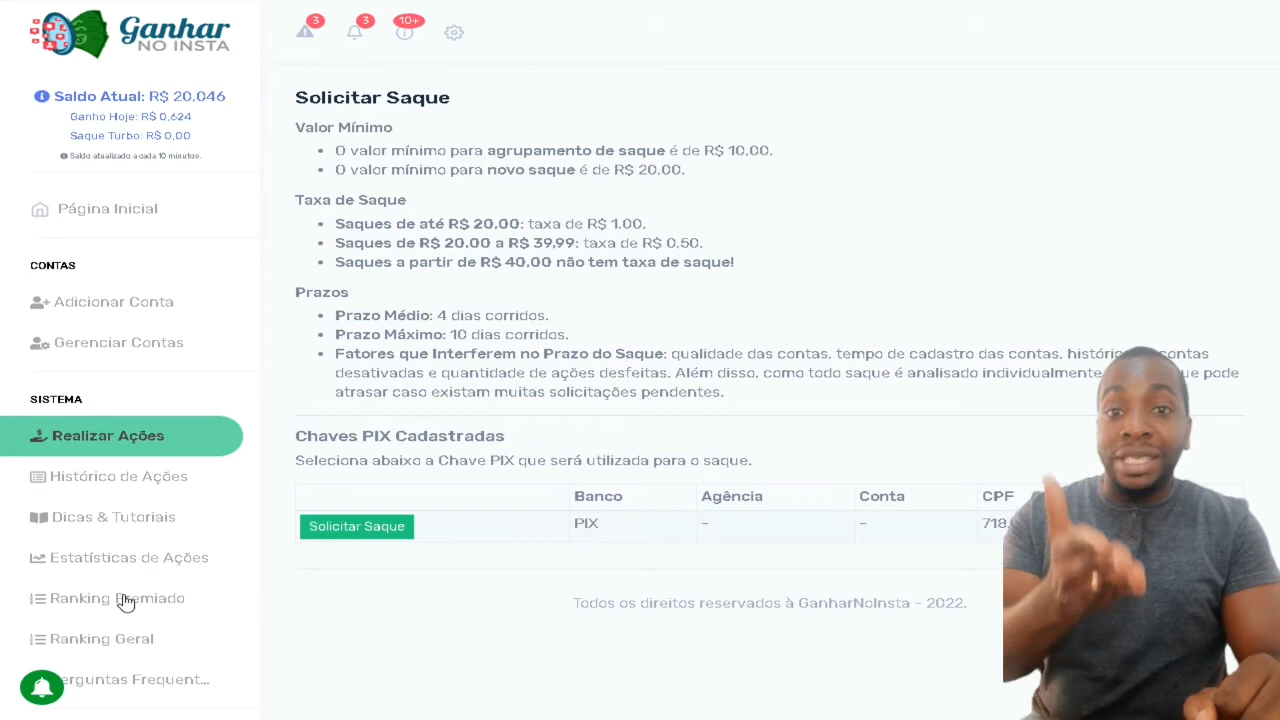 Ganhar
NO INSTA
Saldo Atual: R$ 20,046
Ganho Hoje: R$ 0,624
Saque Turbo: R$ 0,00
Saldo atualizado a cada 10 minutos.
Página Inicial
CONTAS
Adicionar Conta
Gerenciar Contas
SISTEMA
Realizar Ações
Histórico de Ações
Dicas & Tutoriais
Estatísticas de Ações
Ranking Premiado
Ranking Geral
erguntas Frequent...
3
3
10+
Solicitar Saque
Valor Mínimo
• O valor mínimo para agrupamento de saque é de R$ 10,00.
• O valor mínimo para novo saque é de R$ 20,00.
Taxa de Saque
• Saques de até R$ 20,00: taxa de R$ 1,00.
• Saques de R$ 20,00 a R$ 39,99: taxa de R$ 0,50.
• Saques a partir de R$ 40,00 não tem taxa de saque!
Prazos
• Prazo Médio: 4 dias corridos.
• Prazo Máximo: 10 dias corridos.
• Fatores que Interferem no Prazo do Saque: qualidade das contas, tempo de cadastro das contas, contas
desativadas e quantidade de ações desfeitas. Além disso, como todo saque é analisado individualmente pode
atrasar caso existam muitas solicitações pendentes.
Chaves PIX Cadastradas
Seleciona abaixo a Chave PIX que será utilizada para o saque.
Banco Agência Conta CPF
Solicitar Saque PIX - - 718.
Todos os direitos reservados à GanharNoInsta - 2022.